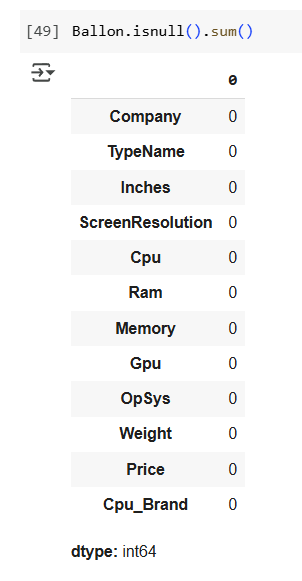 [49] Ballon.isnull().sum()
0
Company 0
TypeName 0
Inches 0
ScreenResolution 0
Cpu 0
Ram 0
Memory 0
Gpu 0
OpSys 0
Weight 0
Price 0
Cpu_Brand 0
dtype: int64